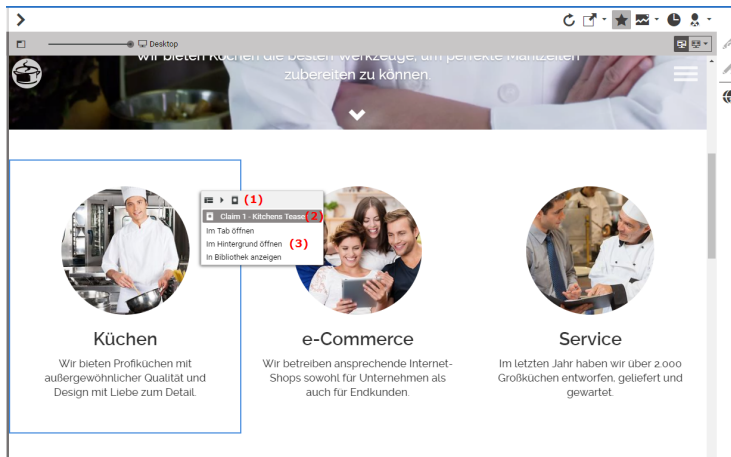 Desktop
Wir bieten Köchen die besten Werkzeuge, um perfekte Mahlzeiten
zubereiten zu können.
(1)
Claim 1 - Kitchens Tease (2)
Im Tab öffnen
Im Hintergrund öffnen (3)
In Bibliothek anzeigen
Küchen
Wir bieten Profiküchen mit
außergewöhnlicher Qualität und
Design mit Liebe zum Detail.
e-Commerce
Wir betreiben ansprechende Internet-
Shops sowohl für Unternehmen als
auch für Endkunden.
Service
Im letzten Jahr haben wir über 2.000
Großküchen entworfen, geliefert und
gewartet.